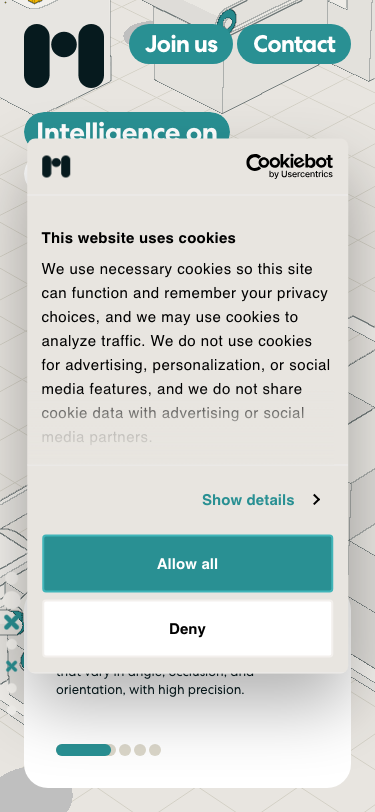 Join us
Contact
Intelligence on
Cookiebot
by Usercentrics
This website uses cookies
We use necessary cookies so this site
can function and remember your privacy
choices, and we may use cookies to
analyze traffic. We do not use cookies
for advertising, personalization, or social
media features, and we do not share
cookie data with advertising or social
media partners.
Show details
Allow all
Deny
that vary in angle, occlusion, and
orientation, with high precision.